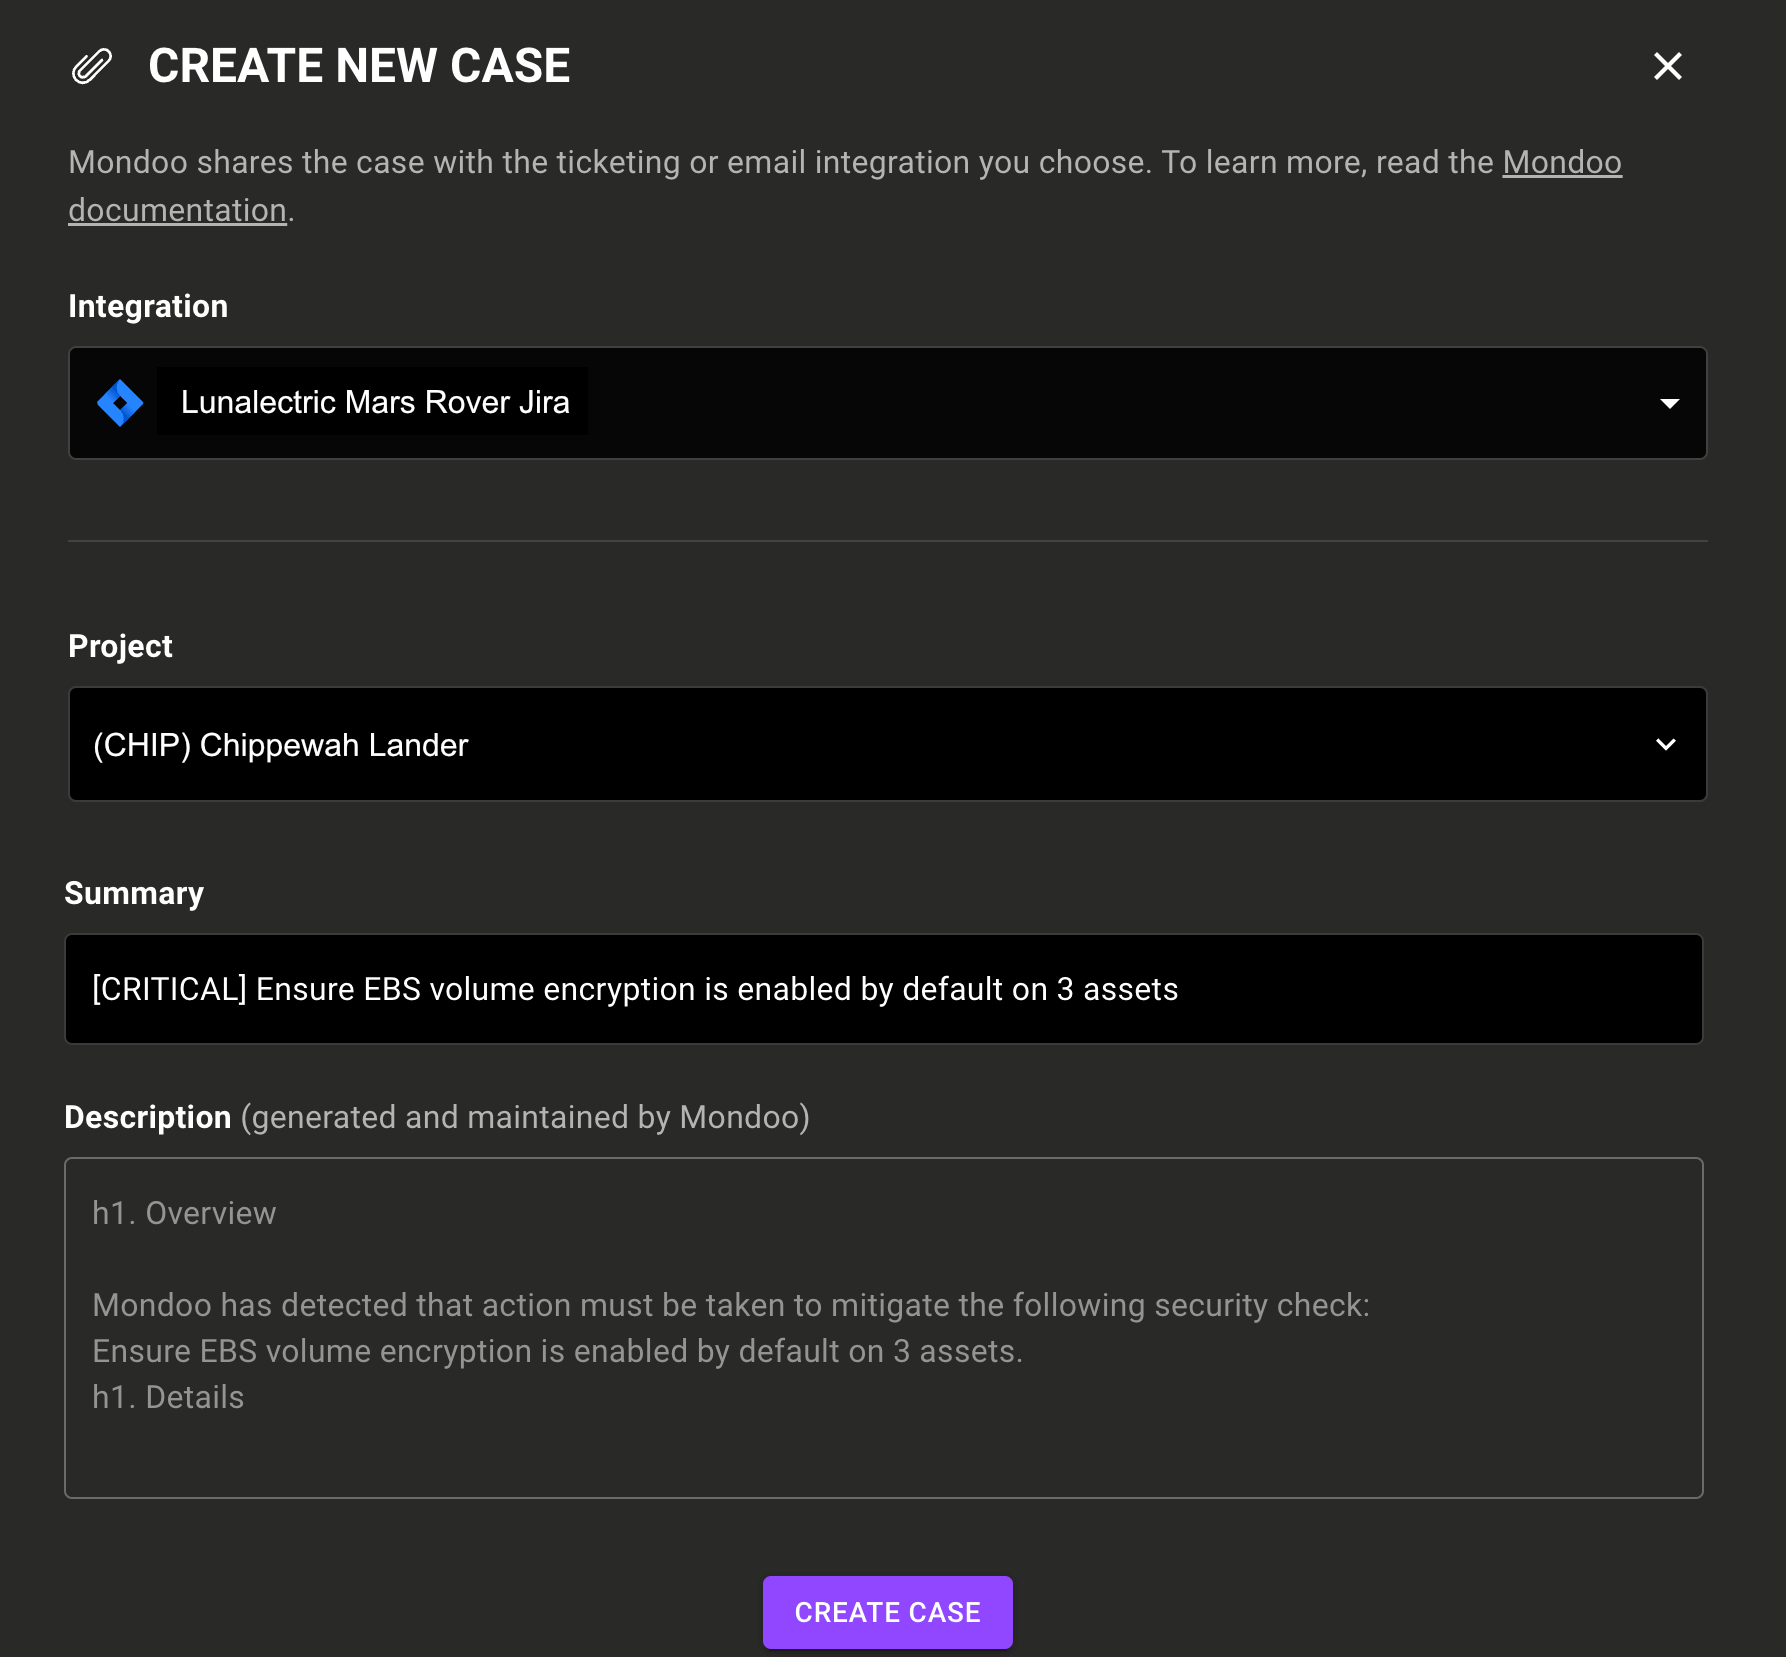 CREATE NEW CASE
Mondoo shares the case with the ticketing or email integration you choose. To learn more, read the Mondoo
documentation.
Integration
Lunalectric Mars Rover Jira
Project
(CHIP) Chippewah Lander
Summary
[CRITICAL] Ensure EBS volume encryption is enabled by default on 3 assets
Description (generated and maintained by Mondoo)
h1. Overview
Mondoo has detected that action must be taken to mitigate the following security check:
Ensure EBS volume encryption is enabled by default on 3 assets.
h1. Details
CREATE CASE